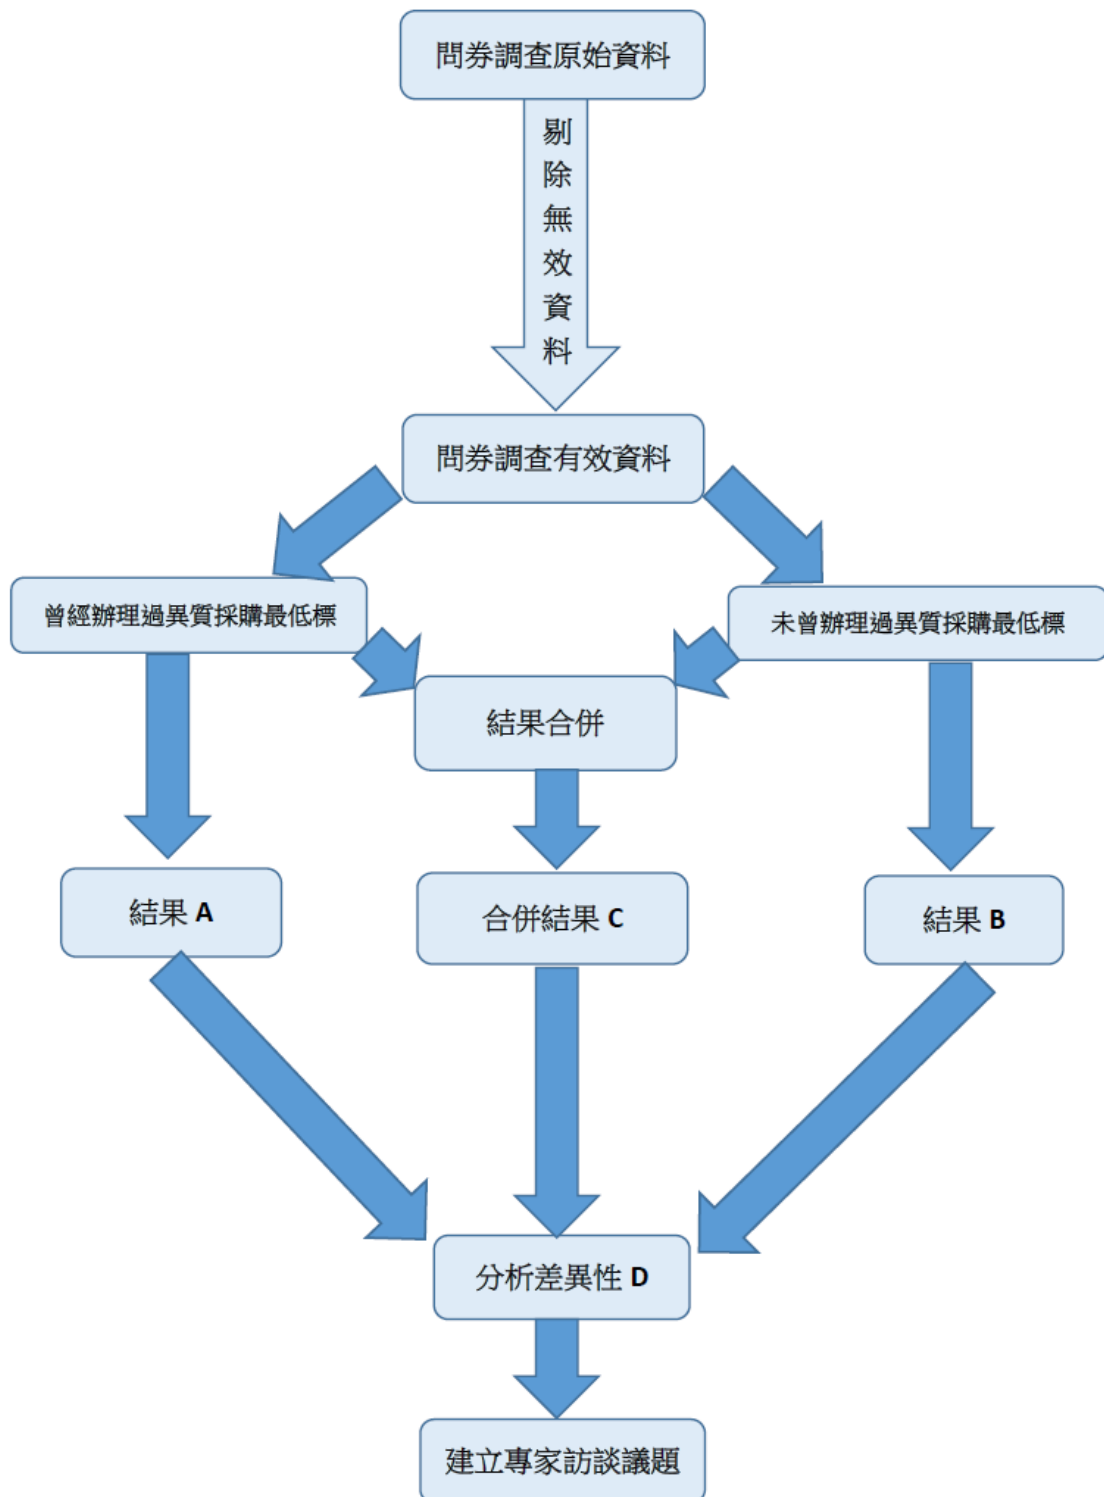 問券調查原始資料
剔除無效資料
問券調查有效資料
曾經辦理過異質採購最低標
未曾辦理過異質採購最低標
結果合併
結果 A
合併結果 C
結果 B
分析差異性 D
建立專家訪談議題